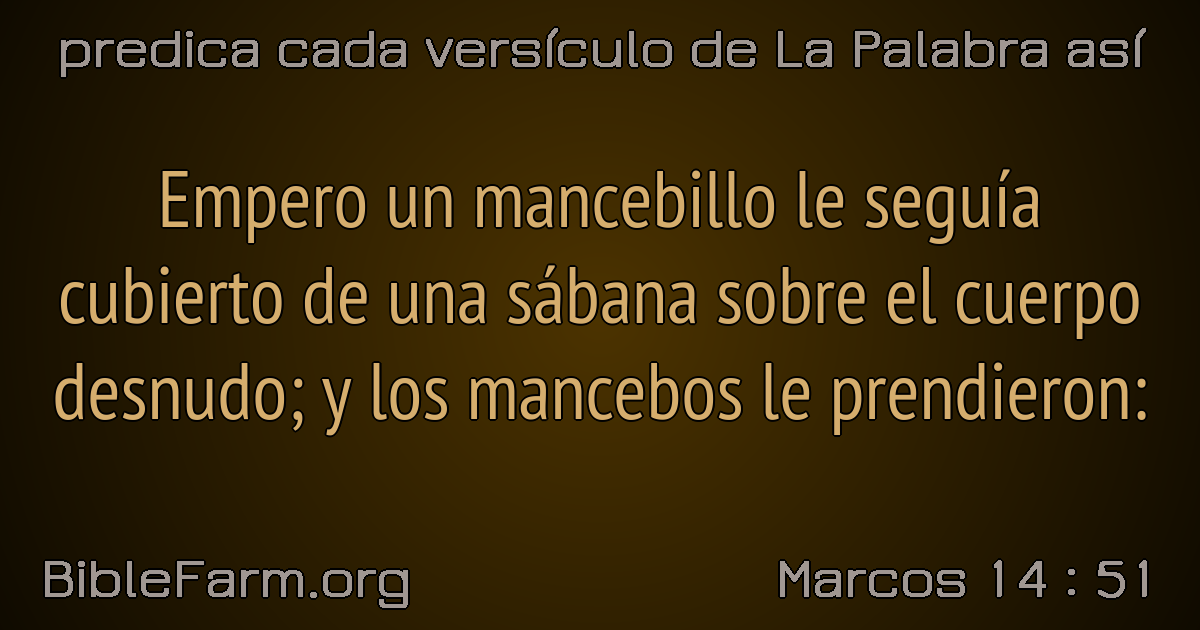 predica cada versículo de La Palabra así
Empero un mancebillo le seguía
cubierto de una sábana sobre el cuerpo
desnudo; y los mancebos le prendieron:
BibleFarm.org
Marcos 14 : 51